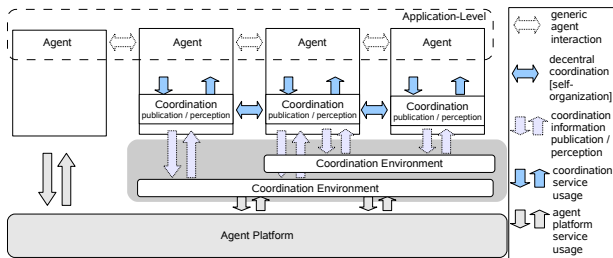 Application-Level
Agent
Agent
Agent
Agent
Coordination
publication / perception
Coordination
publication / perception
Coordination
publication / perception
Coordination Environment
Coordination Environment
Agent Platform
generic
agent
interaction
decentral
coordination
[self-
organization]
coordination
information
publication /
perception
coordination
service
usage
agent
platform
service
usage